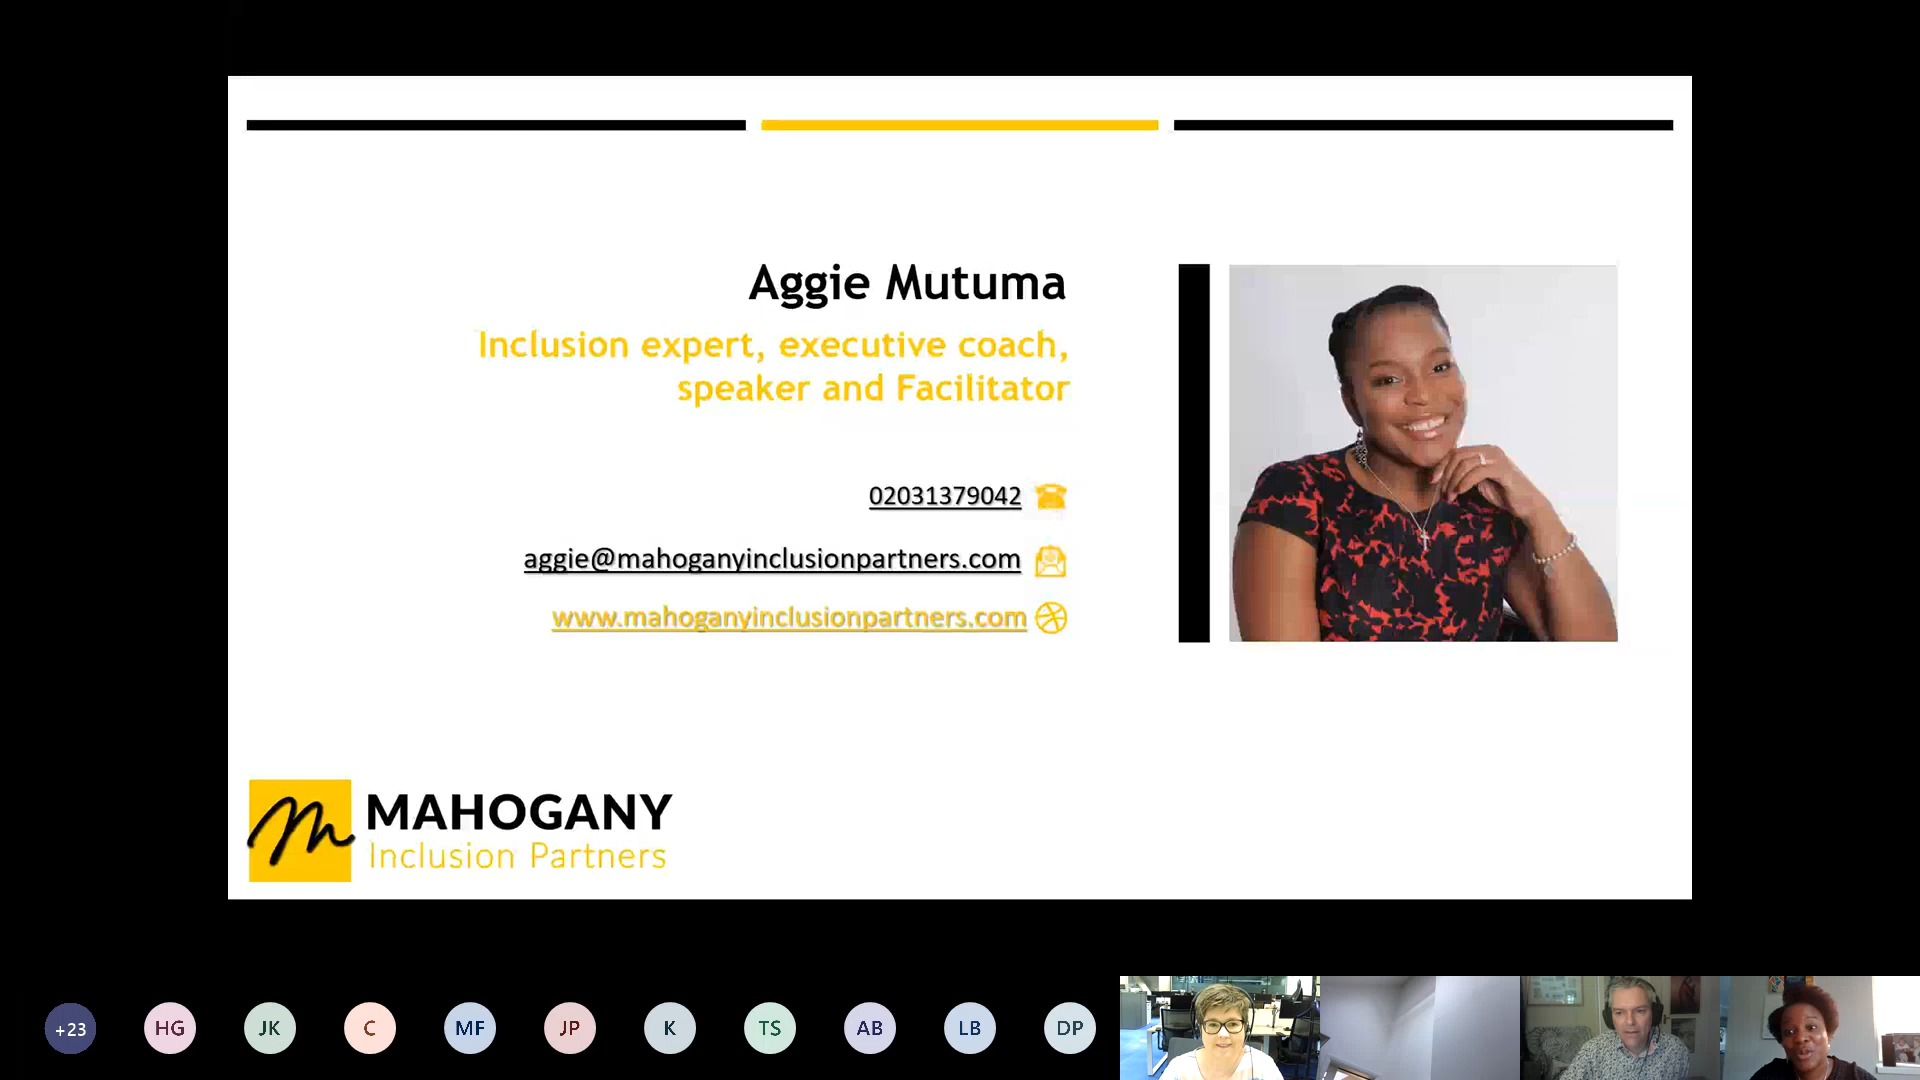 Aggie Mutuma
Inclusion expert, executive coach,
speaker and Facilitator
02031379042
aggie@mahoganyinclusionpartners.com
www.mahoganyinclusionpartners.com
MAHOGANY
Inclusion Partners
+23 HG JK C MF JP K TS AB LB DP